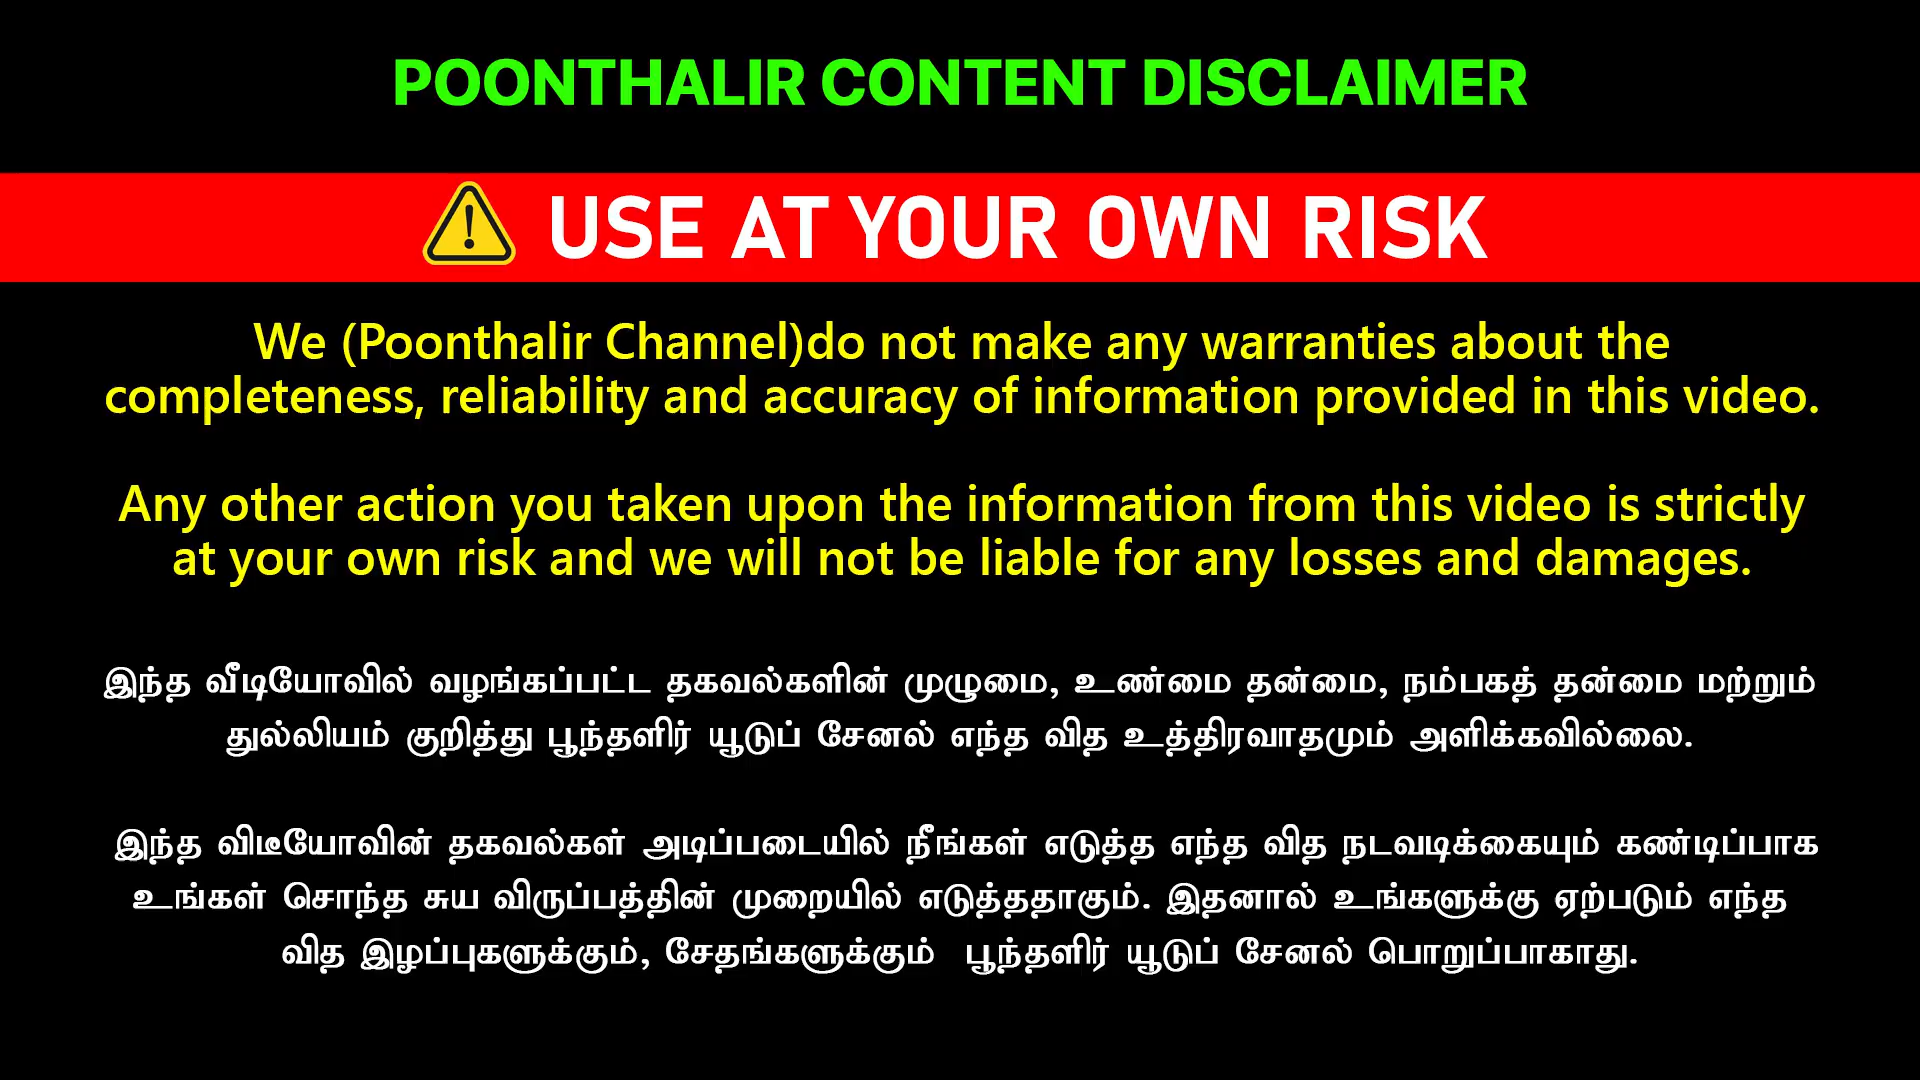 POONTHALIR CONTENT DISCLAIMER
USE AT YOUR OWN RISK
We (Poonthalir Channel)do not make any warranties about the
completeness, reliability and accuracy of information provided in this video.
Any other action you taken upon the information from this video is strictly
at your own risk and we will not be liable for any losses and damages.
இந்த வீடியோவில் வழங்கப்பட்ட தகவல்களின் முழுமை, உண்மை தன்மை, நம்பகத் தன்மை மற்றும்
துல்லியம் குறித்து பூந்தளிர் யூடுப் சேனல் எந்த வித உத்திரவாதமும் அளிக்கவில்லை.
இந்த விடீயோவின் தகவல்கள் அடிப்படையில் நீங்கள் எடுத்த எந்த வித நடவடிக்கையும் கண்டிப்பாக
உங்கள் சொந்த சுய விருப்பத்தின் முறையில் எடுத்ததாகும். இதனால் உங்களுக்கு ஏற்படும் எந்த
வித இழப்புகளுக்கும், சேதங்களுக்கும் பூந்தளிர் யூடுப் சேனல் பொறுப்பாகாது.